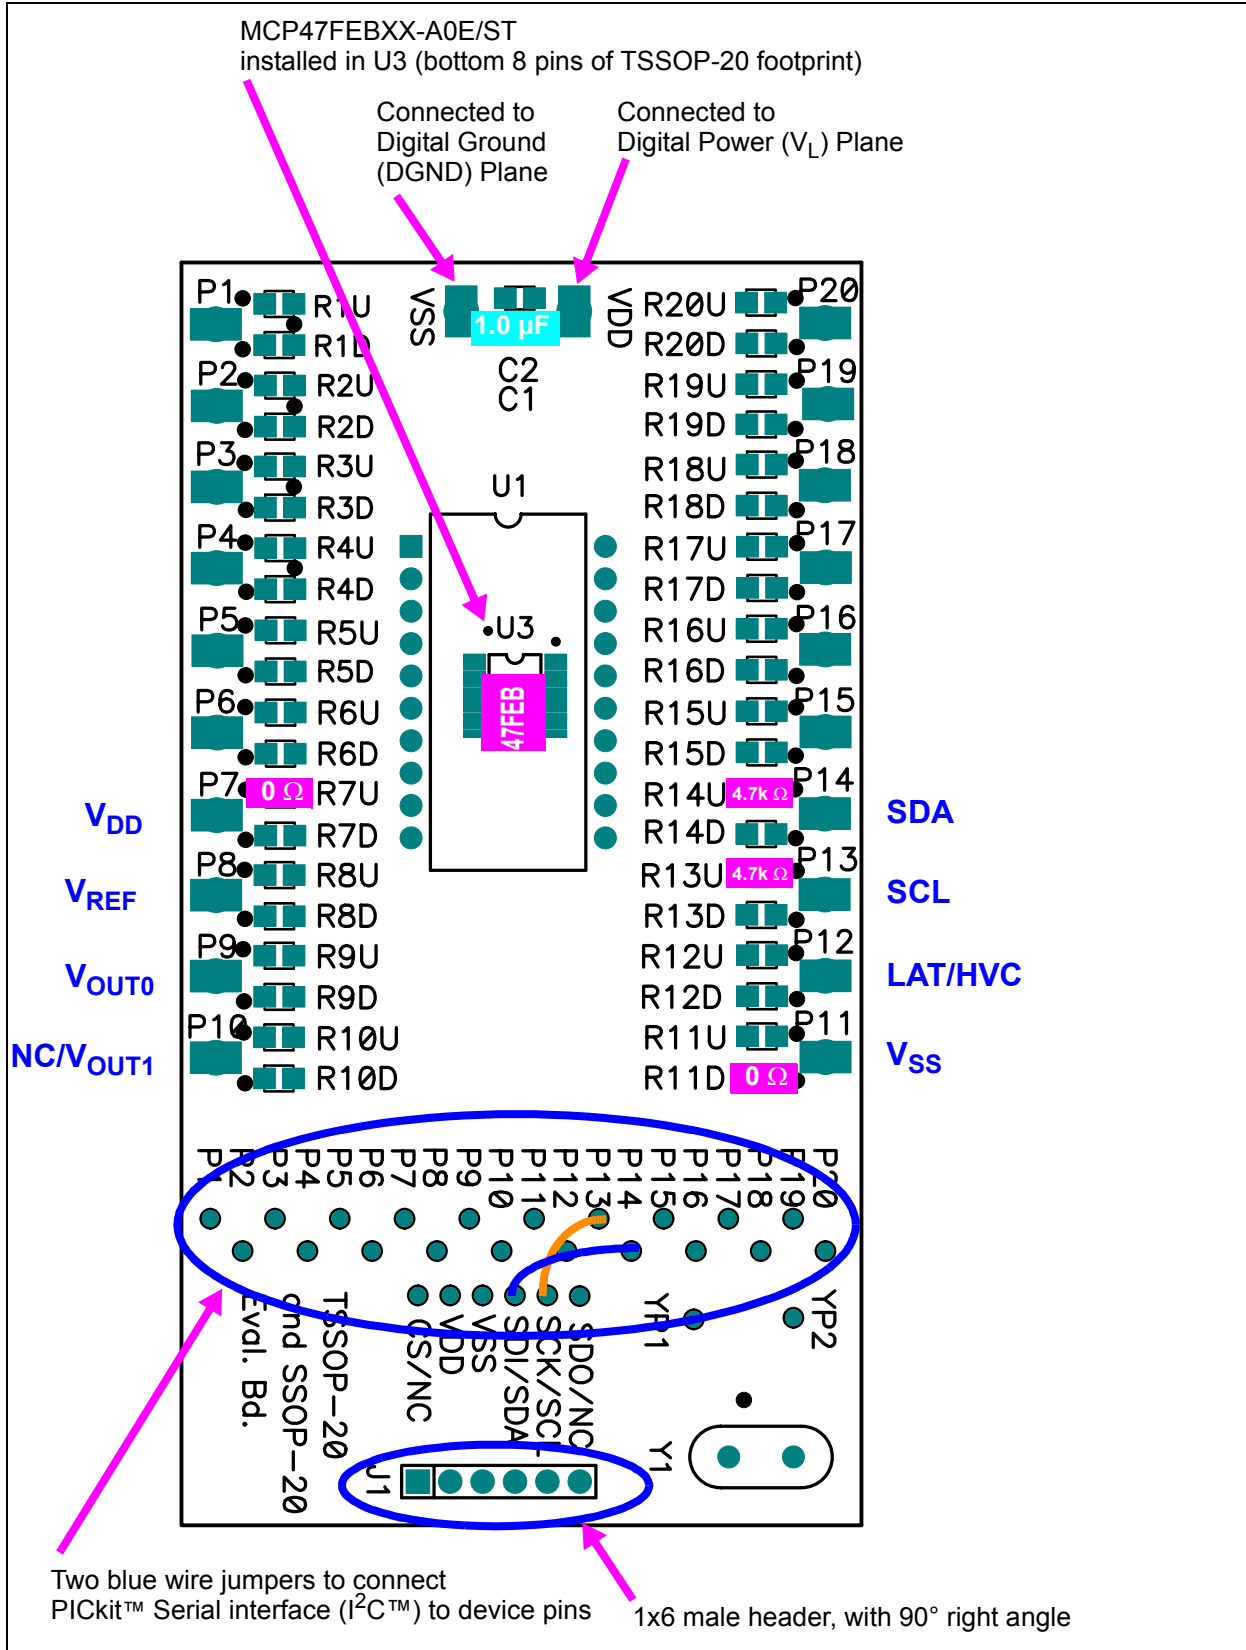 MCP47FEBXX-A0E/ST
installed in U3 (bottom 8 pins of TSSOP-20 footprint)
Connected to
Digital Ground
(DGND) Plane
Connected to
Digital Power (VL) Plane
VSS
1.0 µF
VDD
C2
C1
P1
R1U
R1D
P2
R2U
R2D
P3
R3U
R3D
P4
R4U
R4D
P5
R5U
R5D
P6
R6U
R6D
P7
0 Ω
R7U
R7D
P8
R8U
R8D
P9
R9U
R9D
P10
R10U
R10D
VDD
VREF
VOUT0
NC/VOUT1
U1
U3
47FEB
R20U
P20
R20D
R19U
P19
R19D
R18U
P18
R18D
R17U
P17
R17D
R16U
P16
R16D
R15U
P15
R15D
R14U
4.7k Ω
P14
R14D
R13U
4.7k Ω
P13
R13D
R12U
P12
R12D
R11U
P11
R11D
0 Ω
SDA
SCL
LAT/HVC
VSS
P1
P2
P3
P4
P5
P6
P7
P8
P9
P10
P11
P12
P13
P14
P15
P16
P17
P18
P19
P20
TSSOP-20
and SSOP-20
Eval. Bd.
CS/NC
VDD
VSS
SDI/SDA
SCK/SCL
SDO/NC
YP1
YP2
J1
Y1
Two blue wire jumpers to connect
PICkit™ Serial interface (I2C™) to device pins
1x6 male header, with 90° right angle